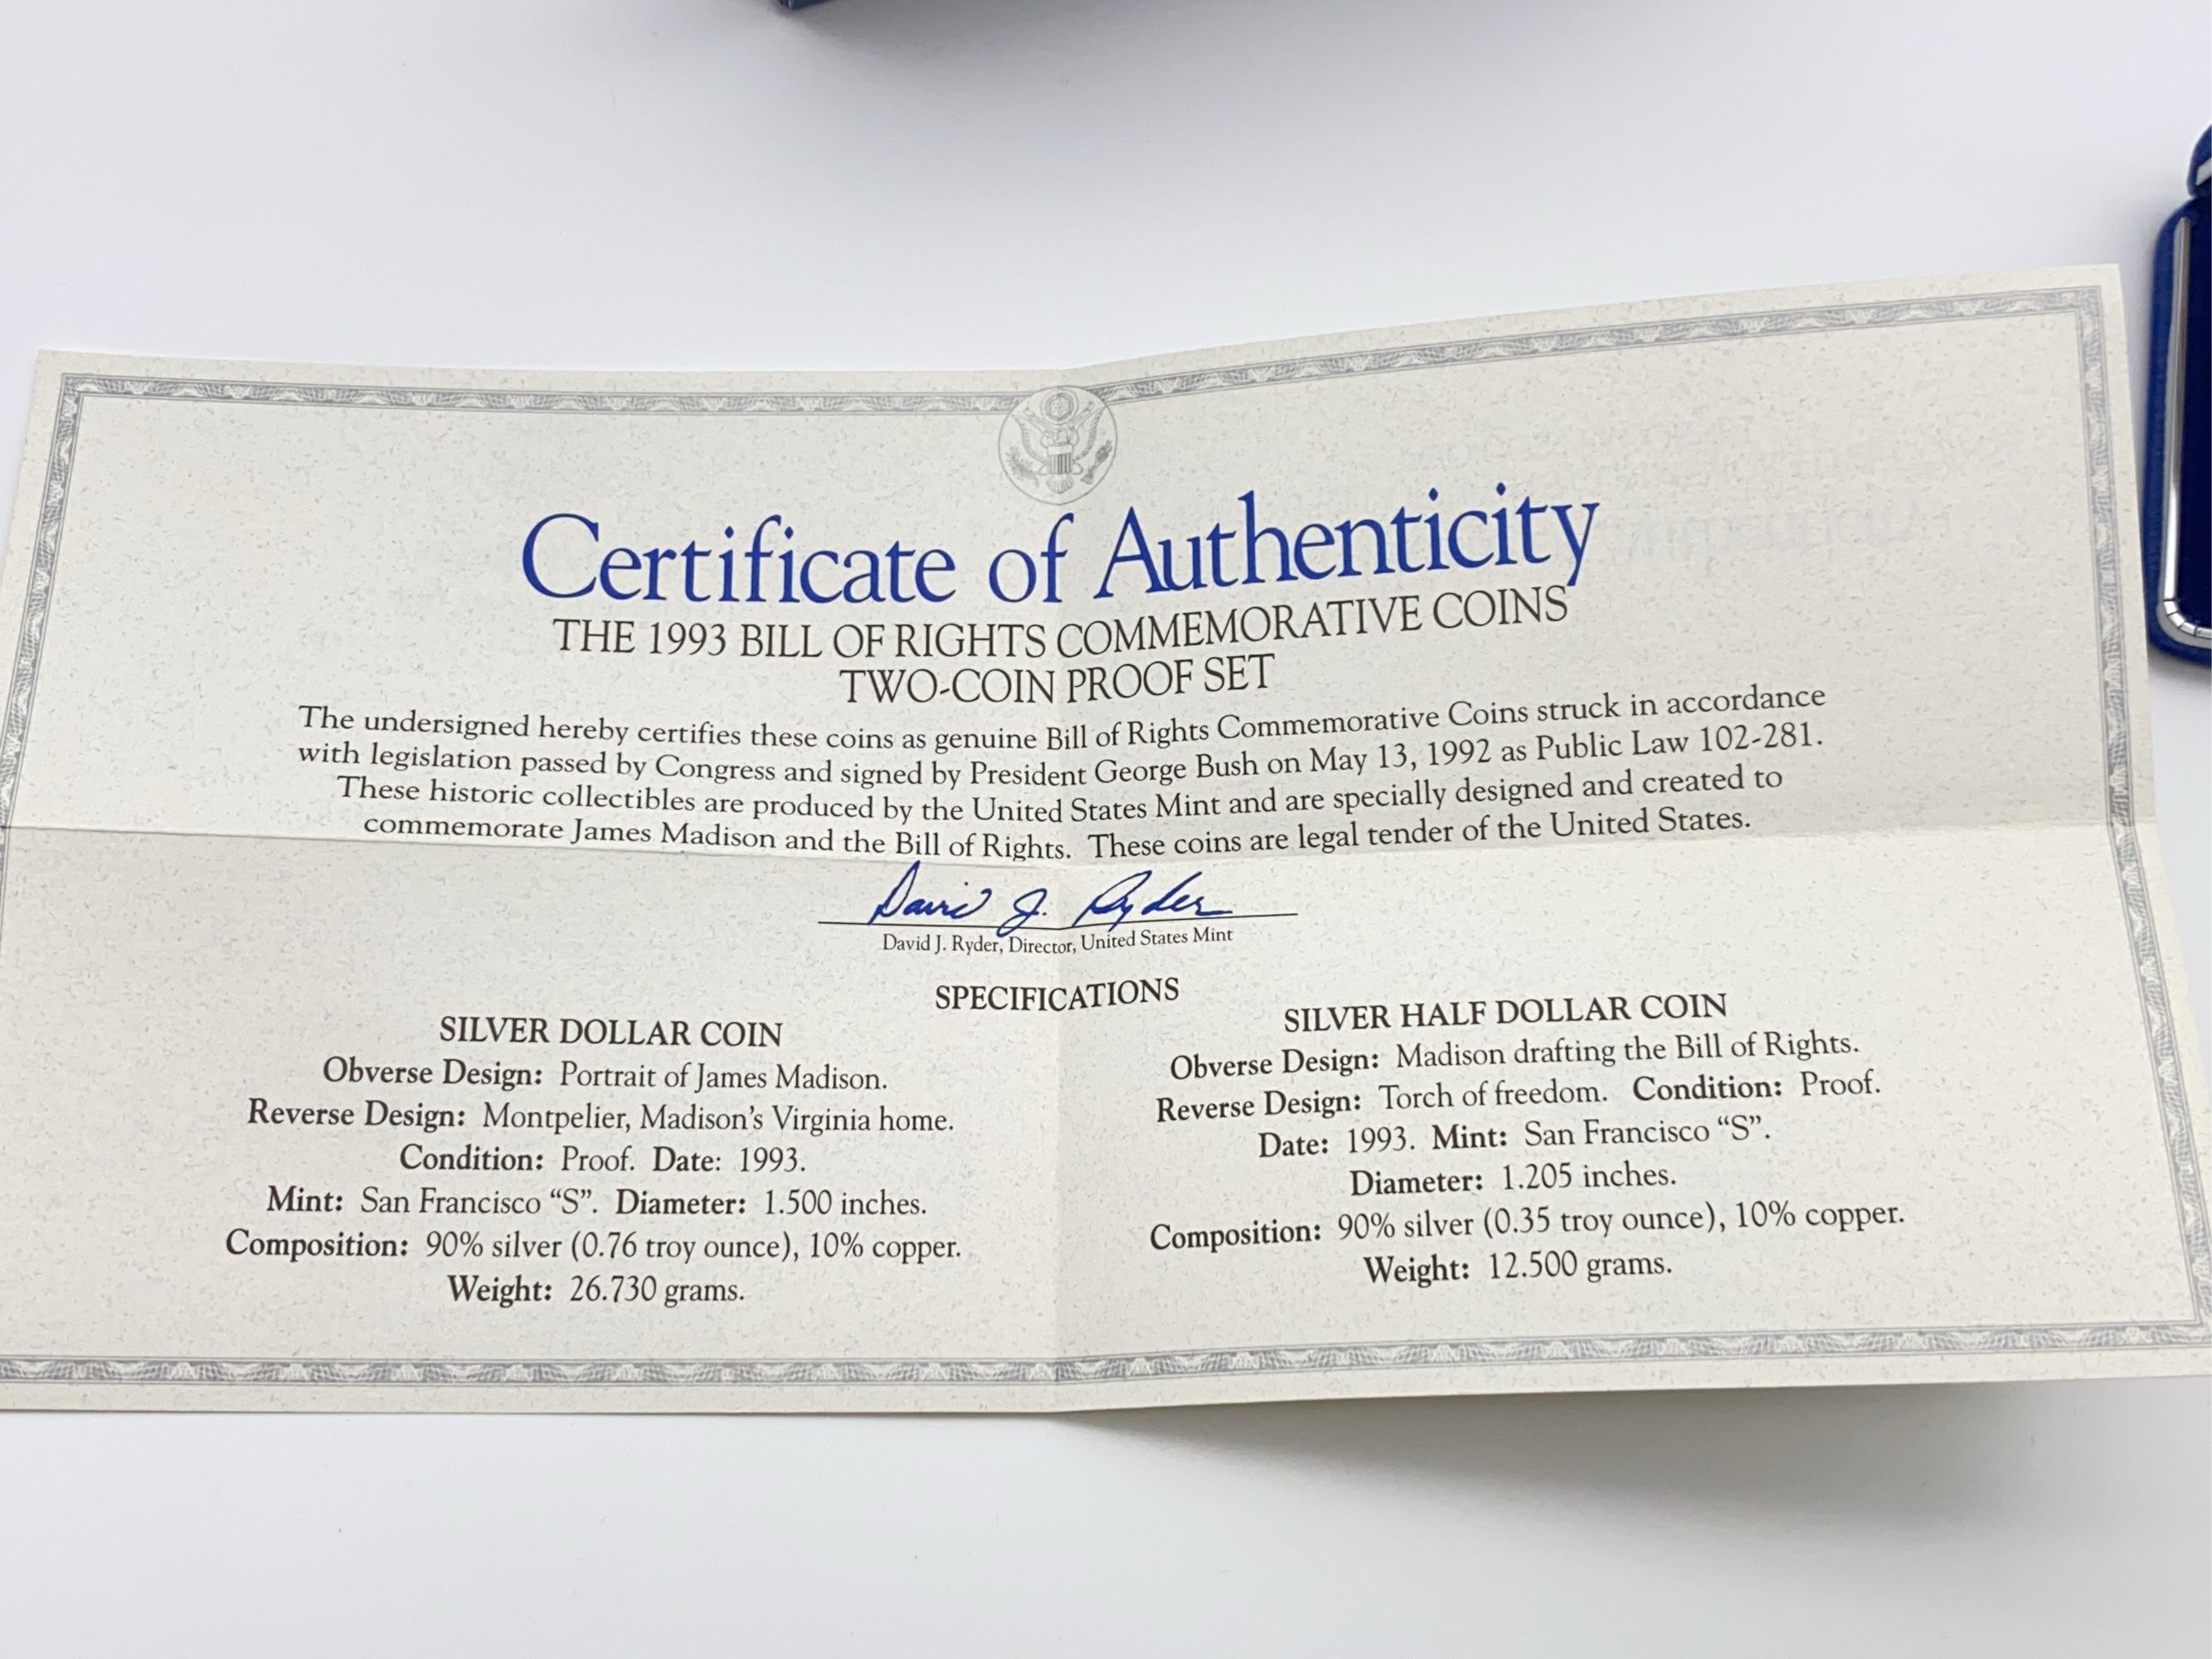 Certificate of Authenticity
THE 1993 BILL OF RIGHTS COMMEMORATIVE COINS
TWO-COIN PROOF SET
The undersigned hereby certifies these coins as genuine Bill of Rights Commemorative Coins struck in accordance
with legislation passed by Congress and signed by President George Bush on May 13, 1992 as Public Law 102-281.
These historic collectibles are produced by the United States Mint and are specially designed and created to
commemorate James Madison and the Bill of Rights. These coins are legal tender of the United States.
David J. Ryder
David J. Ryder, Director, United States Mint
SPECIFICATIONS
SILVER DOLLAR COIN
Obverse Design: Portrait of James Madison.
Reverse Design: Montpelier, Madison's Virginia home.
Condition: Proof. Date: 1993.
Mint: San Francisco “S”. Diameter: 1.500 inches.
Composition: 90% silver (0.76 troy ounce), 10% copper.
Weight: 26.730 grams.
SILVER HALF DOLLAR COIN
Obverse Design: Madison drafting the Bill of Rights.
Reverse Design: Torch of freedom. Condition: Proof.
Date: 1993. Mint: San Francisco “S”.
Diameter: 1.205 inches.
Composition: 90% silver (0.35 troy ounce), 10% copper.
Weight: 12.500 grams.